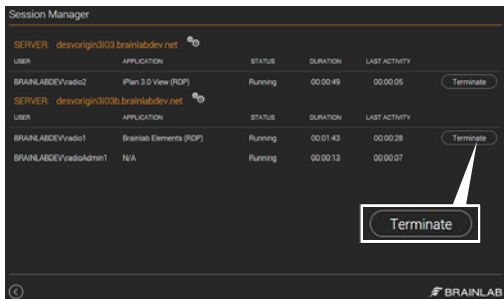 Session Manager
SERVER: desvorigin3i03.brainlabdev.net
USER APPLICATION STATUS DURATION LAST ACTIVITY
BRAINLABDEV\radio2 iPlan 3.0 View (RDP) Running 00:00:49 00:00:05 Terminate
SERVER: desvorigin3i03b.brainlabdev.net
USER APPLICATION STATUS DURATION LAST ACTIVITY
BRAINLABDEV\radio1 Brainlab Elements (RDP) Running 00:01:43 00:00:28 Terminate
BRAINLABDEV\radioAdmin1 N/A Running 00:00:13 00:00:07
Terminate
BRAINLAB